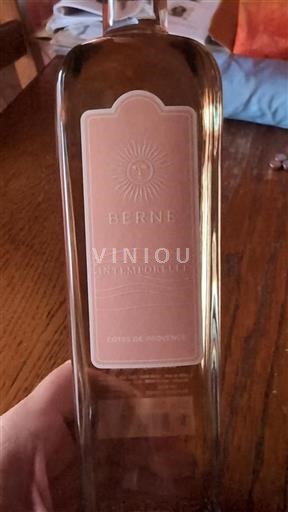 BERNE
VINIOU
INTEMPORELLE
CÔTES DE PROVENCE